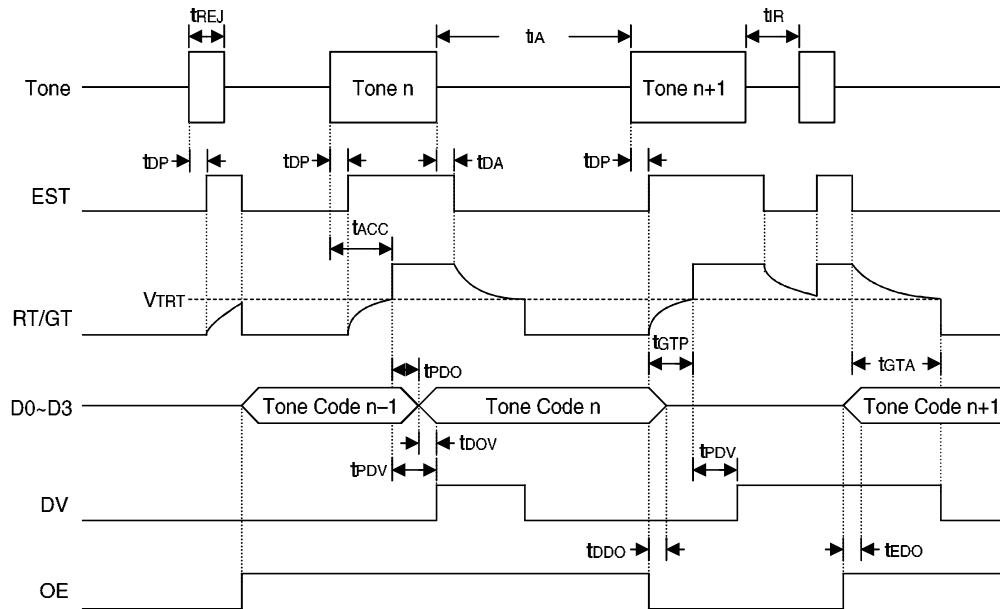 tREJ
tIA
tIR
Tone
Tone n
Tone n+1
tDP
tDP
tDA
tDP
EST
tACC
VTRT
RT/GT
tGTP
tGTA
tPDO
D0~D3
Tone Code n–1
Tone Code n
Tone Code n+1
tDOV
tPDV
tPDV
DV
tDDO
tEDO
OE